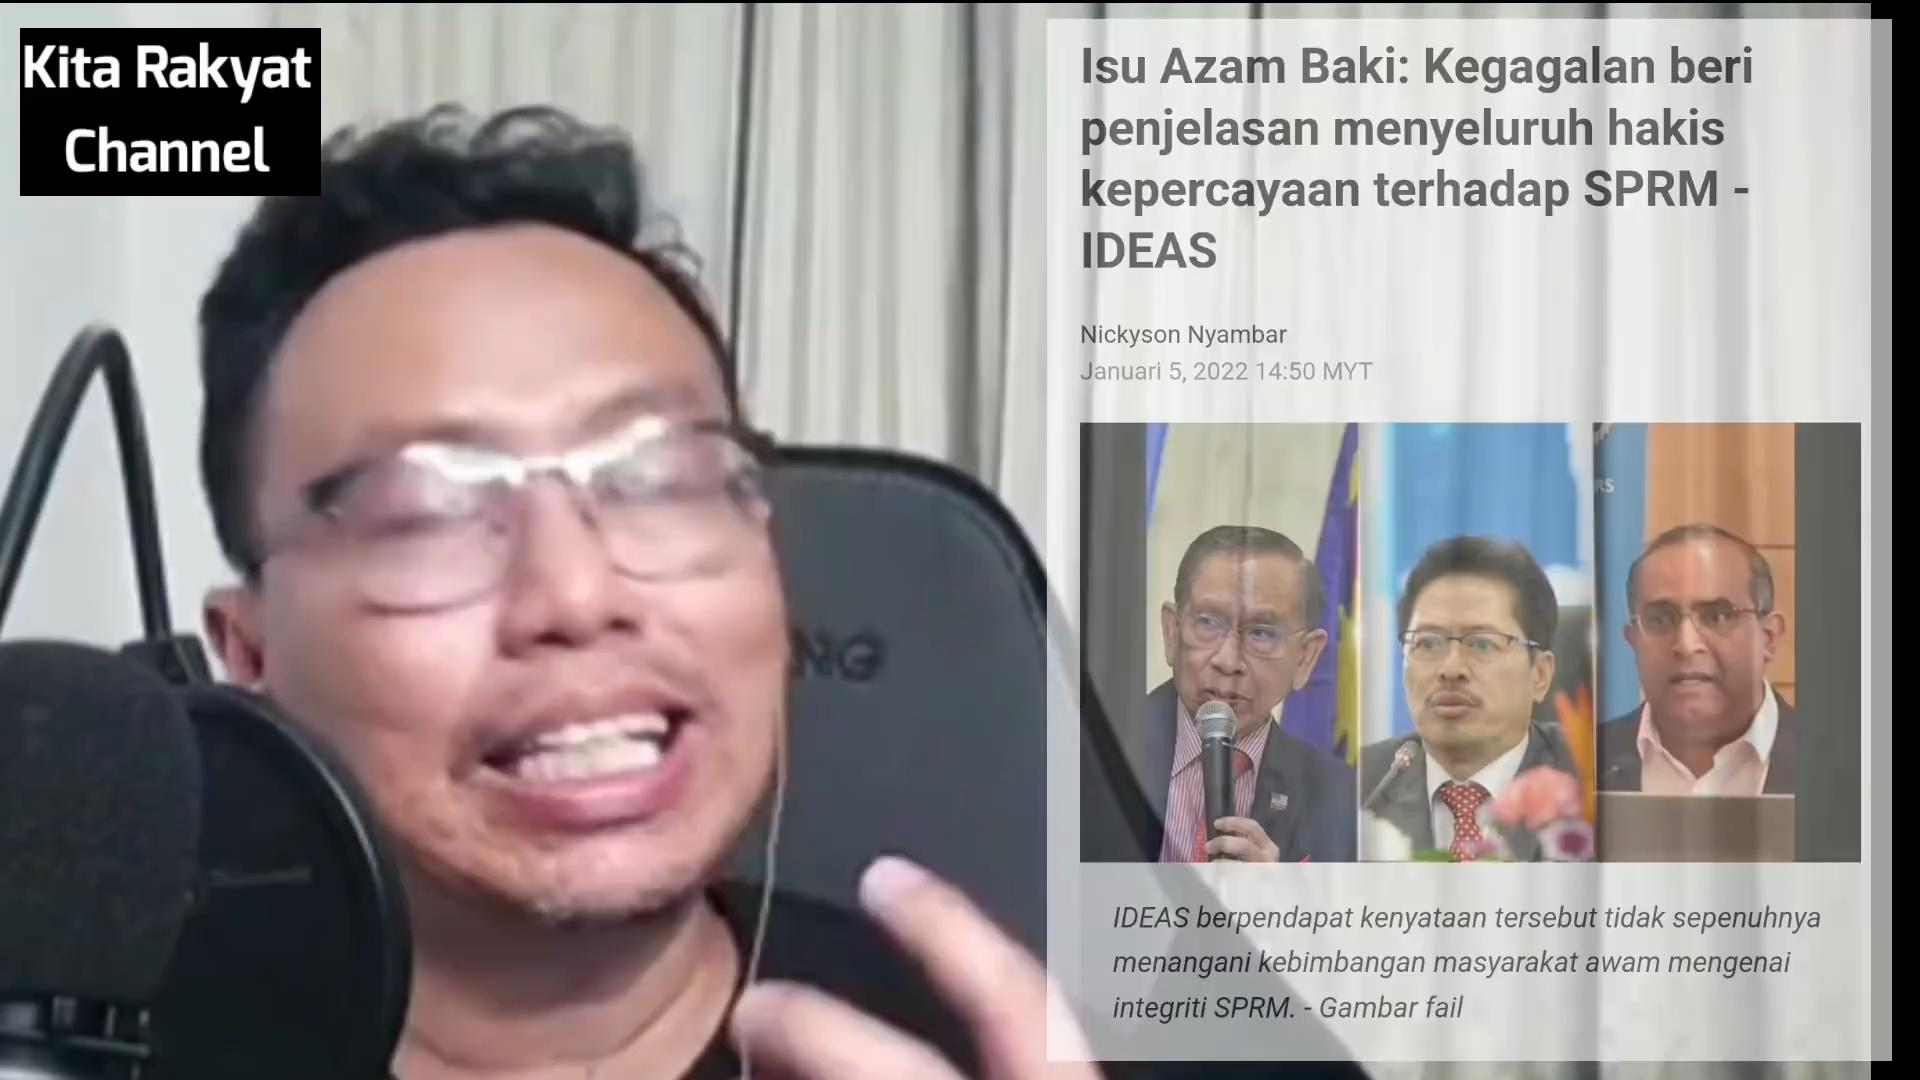 Kita Rakyat
Channel
Isu Azam Baki: Kegagalan beri
penjelasan menyeluruh hakis
kepercayaan terhadap SPRM -
IDEAS
Nickyson Nyambar
Januari 5, 2022 14:50 MYT
RS
NG
IDEAS berpendapat kenyataan tersebut tidak sepenuhnya
menangani kebimbangan masyarakat awam mengenai
integriti SPRM. - Gambar fail